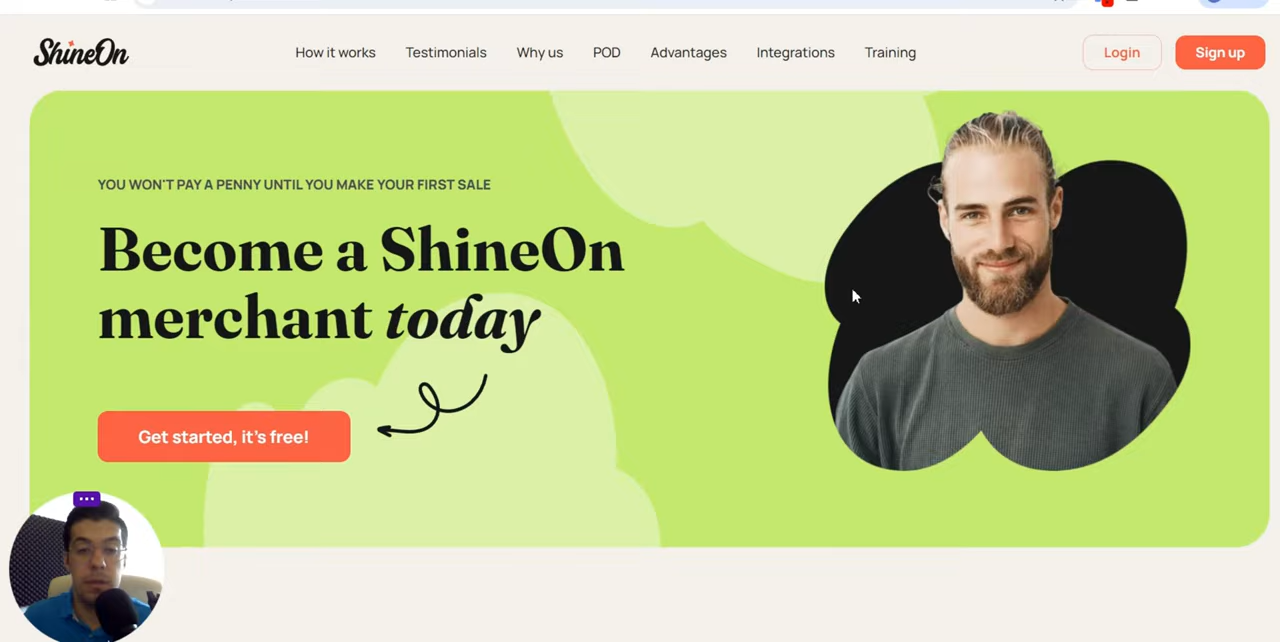 ShineOn
How it works
Testimonials
Why us
POD
Advantages
Integrations
Training
Login
Sign up
YOU WON'T PAY A PENNY UNTIL YOU MAKE YOUR FIRST SALE
Become a ShineOn
merchant today
Get started, it's free!